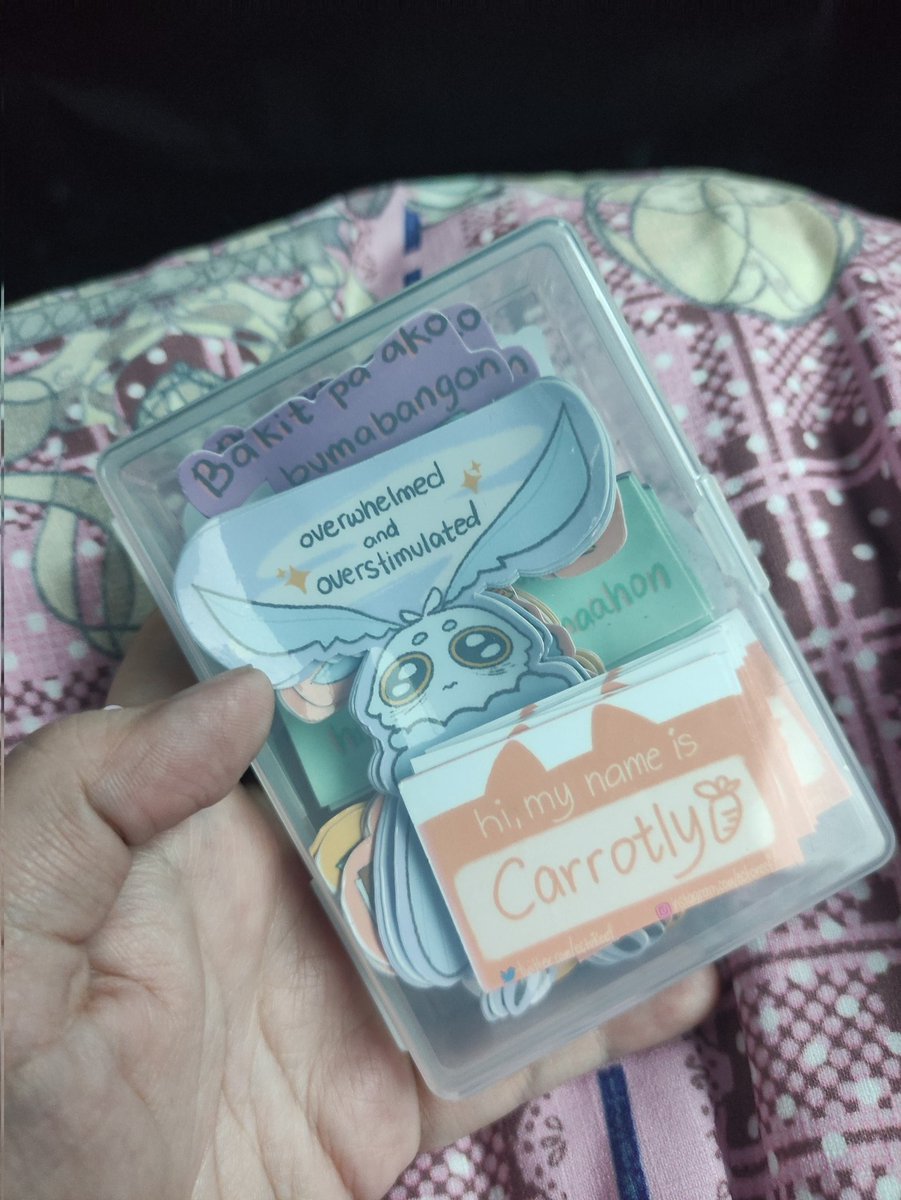 Bakit pa ako
bumabangon
overwhelmed
and
overstimulated
hi, my name is
Carrotly